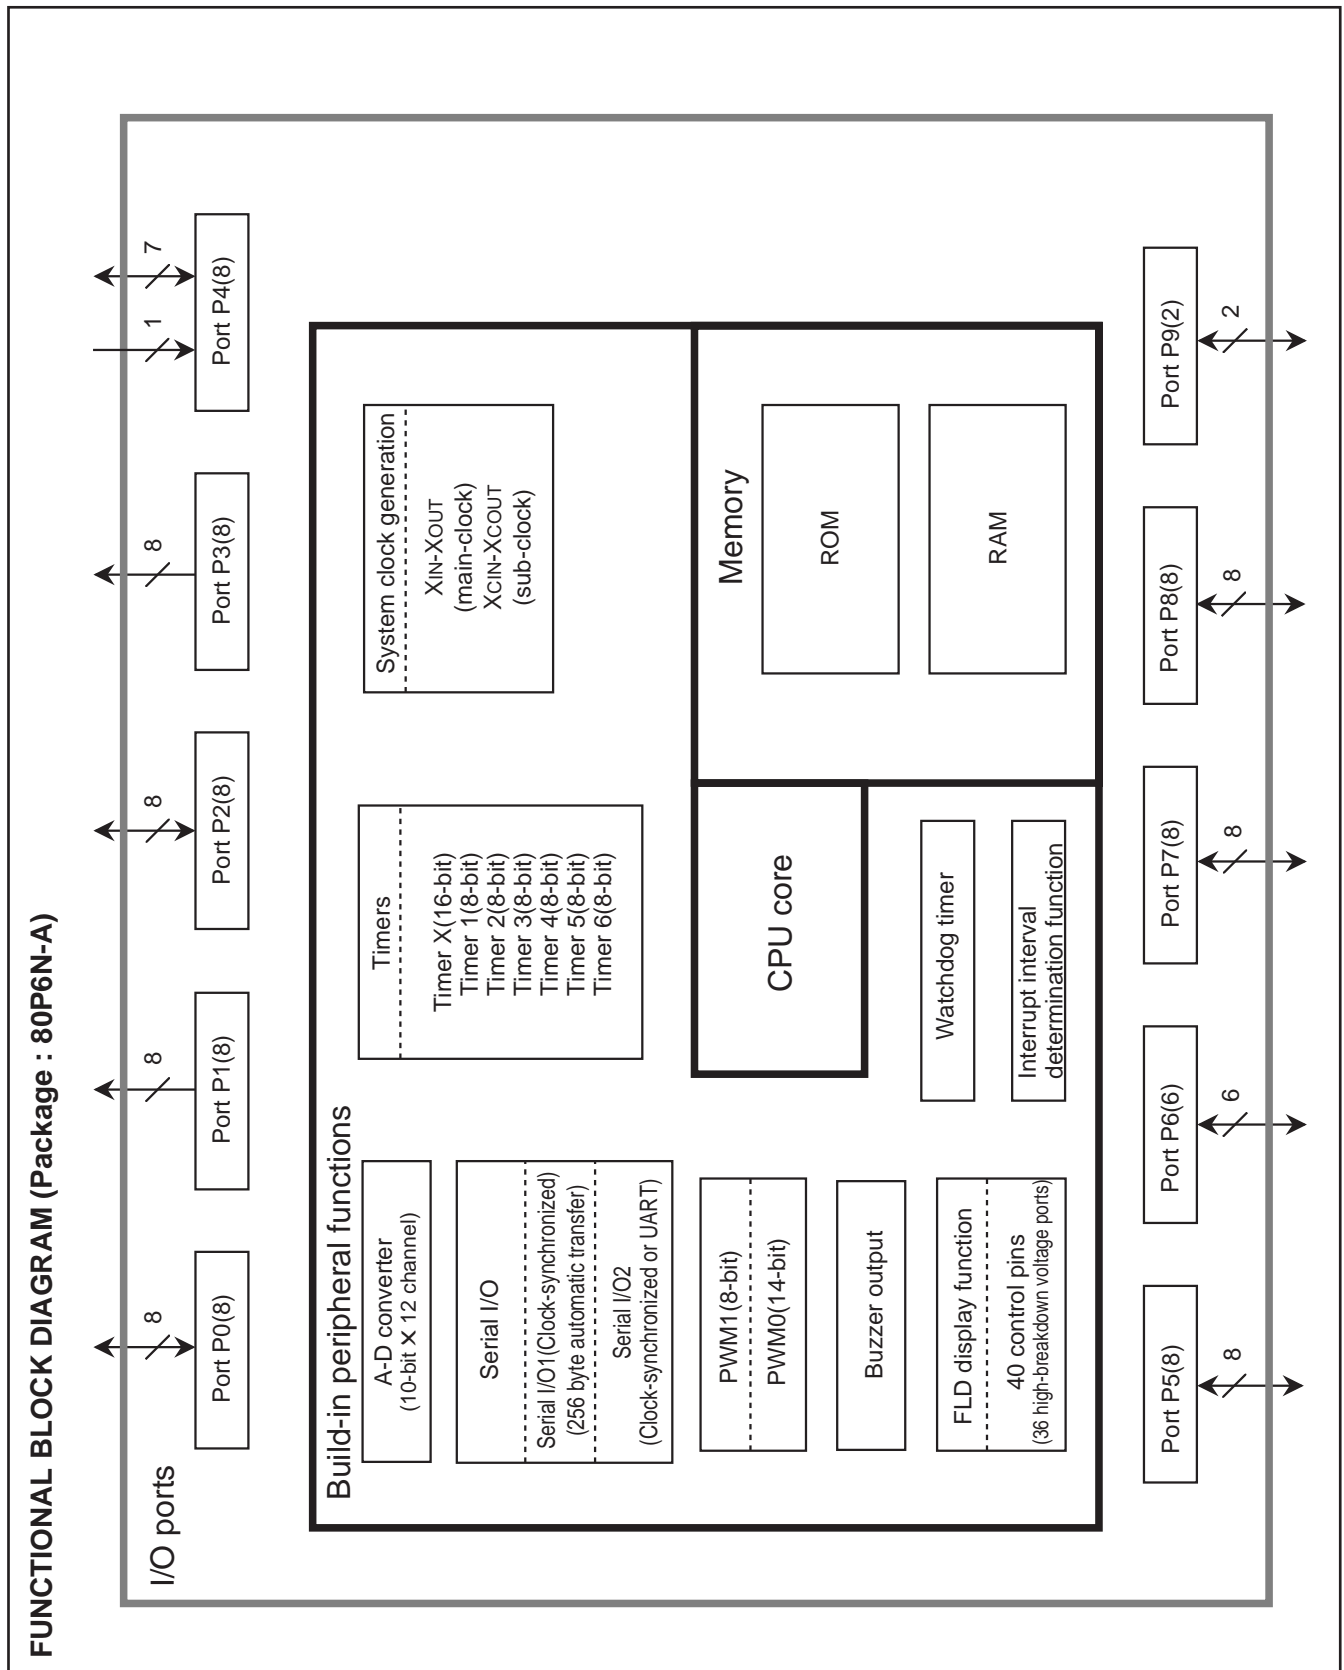 FUNCTIONAL BLOCK DIAGRAM (Package : 80P6N-A)
I/O ports
8
8
8
8
1
7
Port P0(8)
Port P1(8)
Port P2(8)
Port P3(8)
Port P4(8)
Build-in peripheral functions
A-D converter
(10-bit X 12 channel)
Serial I/O
Serial I/O1(Clock-synchronized)
(256 byte automatic transfer)
Serial I/O2
(Clock-synchronized or UART)
PWM1(8-bit)
PWM0(14-bit)
Buzzer output
FLD display function
40 control pins
(36 high-breakdown voltage ports)
Timers
Timer X(16-bit)
Timer 1(8-bit)
Timer 2(8-bit)
Timer 3(8-bit)
Timer 4(8-bit)
Timer 5(8-bit)
Timer 6(8-bit)
System clock generation
XIN-XOUT
(main-clock)
XCIN-XCOUT
(sub-clock)
CPU core
Watchdog timer
Interrupt interval
determination function
Memory
ROM
RAM
Port P5(8)
Port P6(6)
Port P7(8)
Port P8(8)
Port P9(2)
8
6
8
8
2